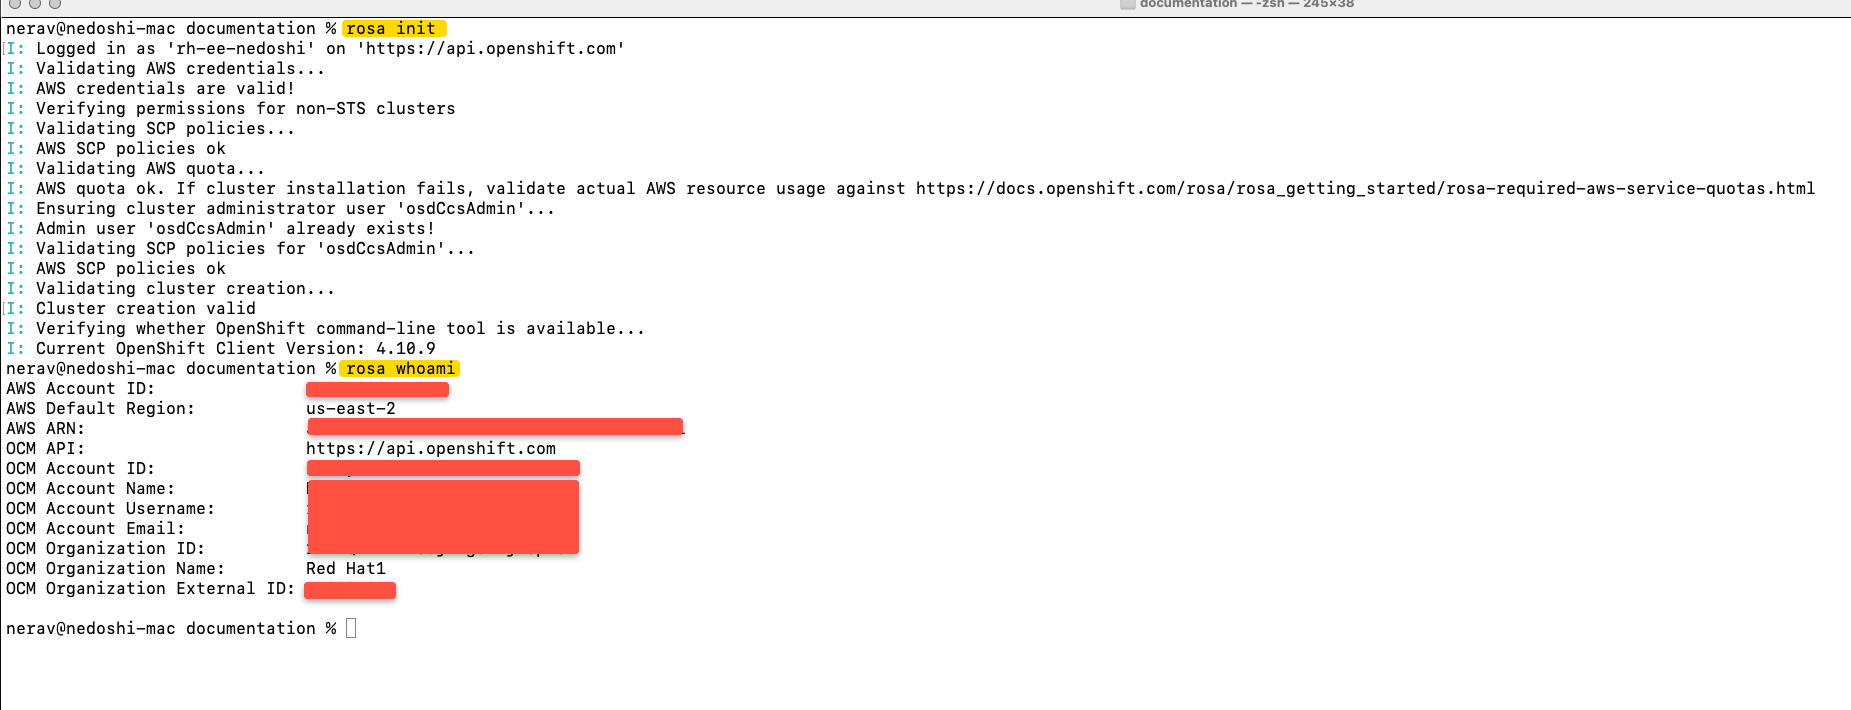 documentation — -zsh — 245×38
nerav@nedoshi-mac documentation % rosa init
I: Logged in as 'rh-ee-nedoshi' on 'https://api.openshift.com'
I: Validating AWS credentials...
I: AWS credentials are valid!
I: Verifying permissions for non-STS clusters
I: Validating SCP policies...
I: AWS SCP policies ok
I: Validating AWS quota...
I: AWS quota ok. If cluster installation fails, validate actual AWS resource usage against https://docs.openshift.com/rosa/rosa_getting_started/rosa-required-aws-service-quotas.html
I: Ensuring cluster administrator user 'osdCcsAdmin'...
I: Admin user 'osdCcsAdmin' already exists!
I: Validating SCP policies for 'osdCcsAdmin'...
I: AWS SCP policies ok
I: Validating cluster creation...
I: Cluster creation valid
I: Verifying whether OpenShift command-line tool is available...
I: Current OpenShift Client Version: 4.10.9
nerav@nedoshi-mac documentation % rosa whoami
AWS Account ID:
AWS Default Region: us-east-2
AWS ARN:
OCM API: https://api.openshift.com
OCM Account ID:
OCM Account Name:
OCM Account Username:
OCM Account Email:
OCM Organization ID:
OCM Organization Name: Red Hat1
OCM Organization External ID:
nerav@nedoshi-mac documentation %